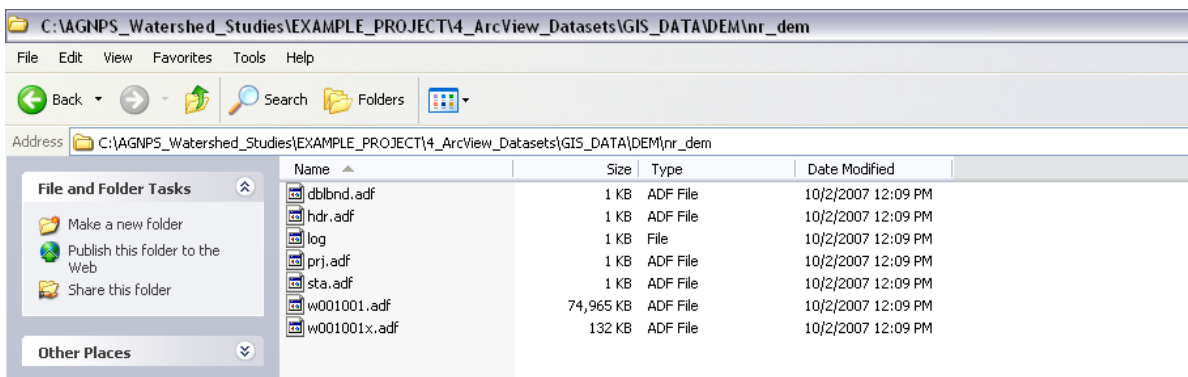 C:\AGNPS_Watershed_Studies\EXAMPLE_PROJECT\4_ArcView_Datasets\GIS_DATA\DEM\nr_dem
File Edit View Favorites Tools Help
Back Search Folders
Address C:\AGNPS_Watershed_Studies\EXAMPLE_PROJECT\4_ArcView_Datasets\GIS_DATA\DEM\nr_dem
File and Folder Tasks
Make a new folder
Publish this folder to the
Web
Share this folder
Other Places
Name Size Type Date Modified
dblbnd.adf 1 KB ADF File 10/2/2007 12:09 PM
hdr.adf 1 KB ADF File 10/2/2007 12:09 PM
log 1 KB File 10/2/2007 12:09 PM
prj.adf 1 KB ADF File 10/2/2007 12:09 PM
sta.adf 1 KB ADF File 10/2/2007 12:09 PM
w001001.adf 74,965 KB ADF File 10/2/2007 12:09 PM
w001001x.adf 132 KB ADF File 10/2/2007 12:09 PM